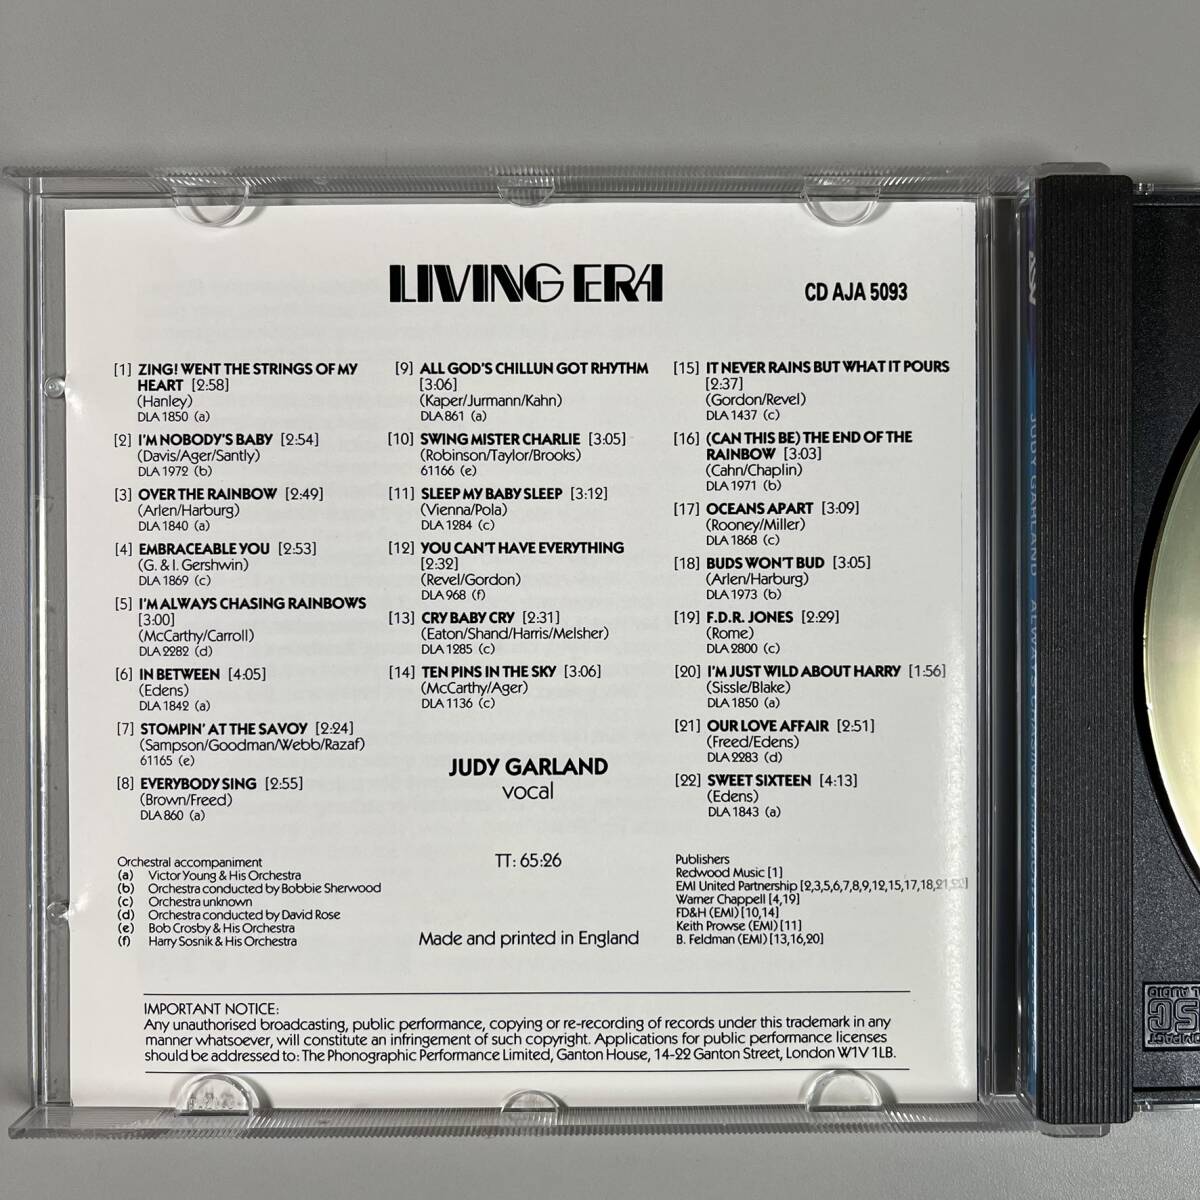 LIVING ERA
CD AJA 5093
[1] ZING! WENT THE STRINGS OF MY
HEART [2:58]
(Hanley)
DLA 1850 (a)
[2] I'M NOBODY'S BABY [2:54]
(Davis/Ager/Santly)
DLA 1972 (b)
[3] OVER THE RAINBOW [2:49]
(Arlen/Harburg)
DLA 1840 (a)
[4] EMBRACEABLE YOU [2:53]
(G. & I. Gershwin)
DLA 1869 (c)
[5] I'M ALWAYS CHASING RAINBOWS
[3:00]
(McCarthy/Carroll)
DLA 2282 (d)
[6] IN BETWEEN [4:05]
(Edens)
DLA 1842 (a)
[7] STOMPIN' AT THE SAVOY [2:24]
(Sampson/Goodman/Webb/Razaf)
61165 (e)
[8] EVERYBODY SING [2:55]
(Brown/Freed)
DLA 860 (a)
[9] ALL GOD'S CHILLUN GOT RHYTHM
[3:06]
(Kaper/Jurmann/Kahn)
DLA 861 (a)
[10] SWING MISTER CHARLIE [3:05]
(Robinson/Taylor/Brooks)
61166 (e)
[11] SLEEP MY BABY SLEEP [3:12]
(Vienna/Pola)
DLA 1284 (c)
[12] YOU CAN'T HAVE EVERYTHING
[2:32]
(Revel/Gordon)
DLA 968 (f)
[13] CRY BABY CRY [2:31]
(Eaton/Shand/Harris/Melsher)
DLA 1285 (c)
[14] TEN PINS IN THE SKY [3:06]
(McCarthy/Ager)
DLA 1136 (c)
[15] IT NEVER RAINS BUT WHAT IT POURS
[2:37]
(Gordon/Revel)
DLA 1437 (c)
[16] (CAN THIS BE) THE END OF THE
RAINBOW [3:03]
(Cahn/Chaplin)
DLA 1971 (b)
[17] OCEANS APART [3:09]
(Rooney/Miller)
DLA 1868 (c)
[18] BUDS WON'T BUD [3:05]
(Arlen/Harburg)
DLA 1973 (b)
[19] F.D.R. JONES [2:29]
(Rome)
DLA 2800 (c)
[20] I'M JUST WILD ABOUT HARRY [1:56]
(Sissle/Blake)
DLA 1850 (a)
[21] OUR LOVE AFFAIR [2:51]
(Freed/Edens)
DLA 2283 (d)
[22] SWEET SIXTEEN [4:13]
(Edens)
DLA 1843 (a)
JUDY GARLAND
vocal
TT: 65:26
Made and printed in England
Orchestral accompaniment
(a) Victor Young & His Orchestra
(b) Orchestra conducted by Bobbie Sherwood
(c) Orchestra unknown
(d) Orchestra conducted by David Rose
(e) Bob Crosby & His Orchestra
(f) Harry Sosnik & His Orchestra
Publishers
Redwood Music [1]
EMI United Partnership [2,3,5,6,7,8,9,12,15,17,18,21,22]
Warner Chappell [4,19]
FD&H (EMI) [10,14]
Keith Prowse (EMI) [11]
B. Feldman (EMI) [13,16,20]
IMPORTANT NOTICE:
Any unauthorised broadcasting, public performance, copying or re-recording of records under this trademark in any
manner whatsoever, will constitute an infringement of such copyright. Applications for public performance licenses
should be addressed to: The Phonographic Performance Limited, Ganton House, 14-22 Ganton Street, London W1V 1LB.
JUDY GARLAND ALWAYS CHASING RAINBOWS